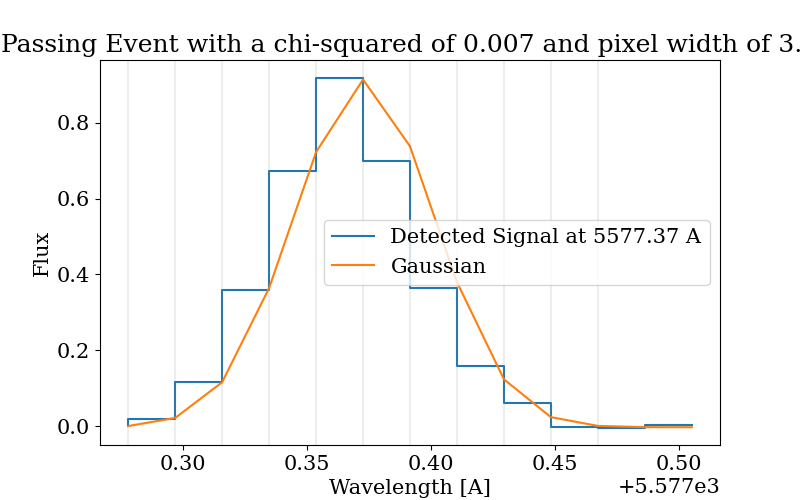 Passing Event with a chi-squared of 0.007 and pixel width of 3.
0.8
0.6
0.4
0.2
0.0
Flux
Detected Signal at 5577.37 A
Gaussian
0.30 0.35 0.40 0.45 0.50
+5.577e3
Wavelength [A]